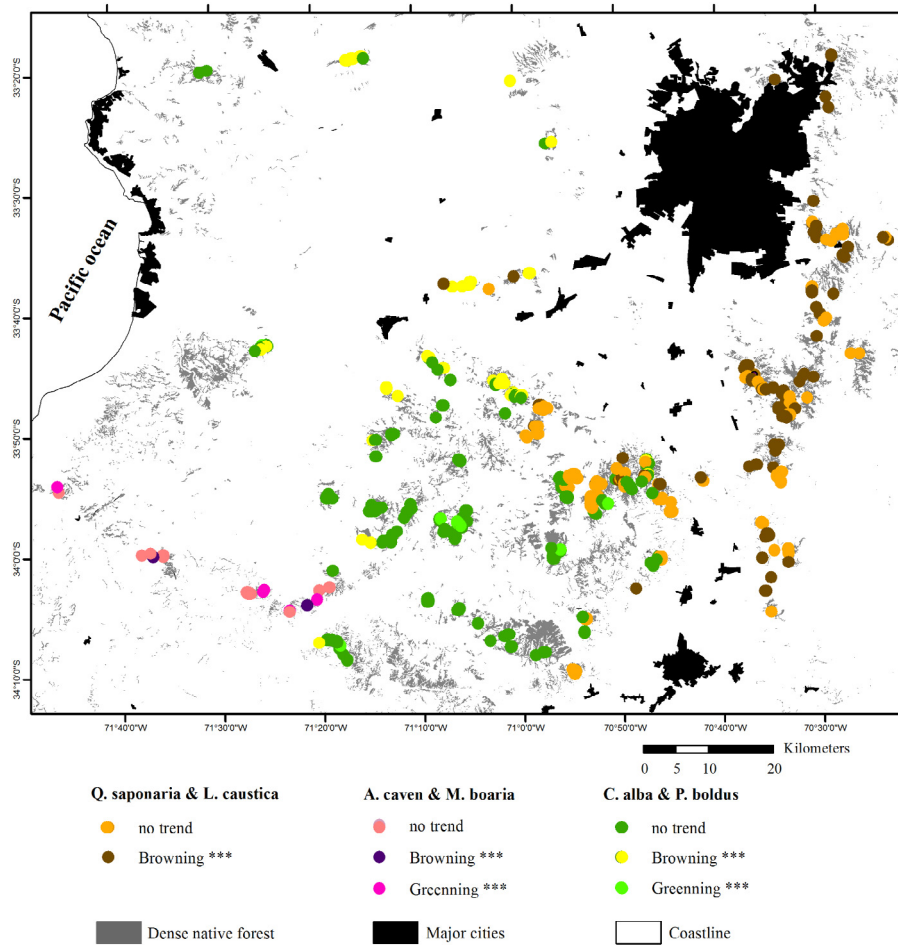 33°20'0"S
33°30'0"S
33°40'0"S
33°50'0"S
34°00'0"S
34°10'0"S
Pacific ocean
71°40'0"W 71°30'0"W 71°20'0"W 71°10'0"W 71°0'0"W 70°50'0"W 70°40'0"W 70°30'0"W
Kilometers
0 5 10 20
Q. saponaria & L. caustica A. caven & M. boaria C. alba & P. boldus
no trend no trend no trend
Browning *** Browning *** Browning ***
Greenning *** Greenning ***
Dense native forest Major cities Coastline